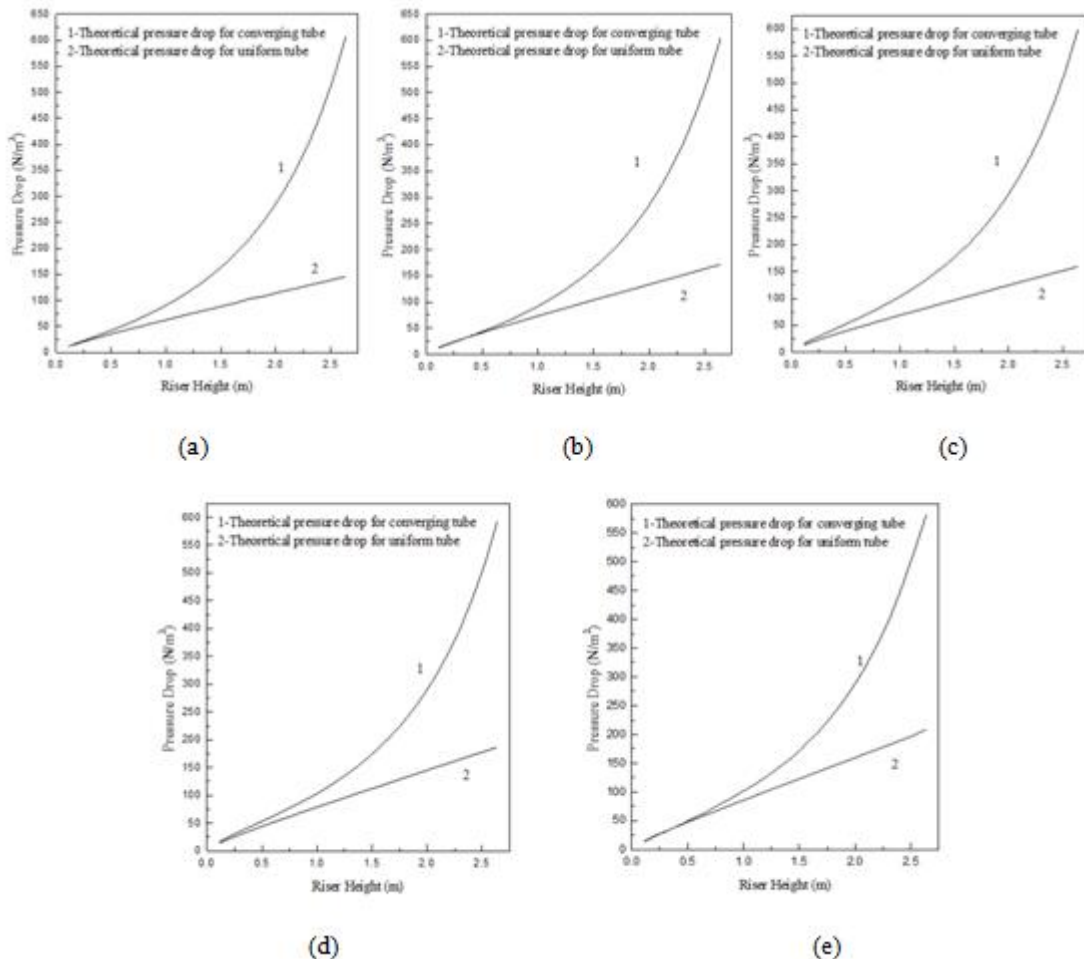 650
600
550
500
450
400
350
300
250
200
150
100
50
0
Pressure Drop (N/m²)
1-Theoretical pressure drop for converging tube
2-Theoretical pressure drop for uniform tube
1
2
0.0 0.5 1.0 1.5 2.0 2.5
Riser Height (m)
(a)
650
600
550
500
450
400
350
300
250
200
150
100
50
0
Pressure Drop (N/m²)
1-Theoretical pressure drop for converging tube
2-Theoretical pressure drop for uniform tube
1
2
0.0 0.5 1.0 1.5 2.0 2.5
Riser Height (m)
(b)
600
550
500
450
400
350
300
250
200
150
100
50
0
Pressure Drop (N/m²)
1-Theoretical pressure drop for converging tube
2-Theoretical pressure drop for uniform tube
1
2
0.0 0.5 1.0 1.5 2.0 2.5
Riser Height (m)
(c)
600
550
500
450
400
350
300
250
200
150
100
50
0
Pressure Drop (N/m²)
1-Theoretical pressure drop for converging tube
2-Theoretical pressure drop for uniform tube
1
2
0.0 0.5 1.0 1.5 2.0 2.5
Riser Height (m)
(d)
600
550
500
450
400
350
300
250
200
150
100
50
0
Pressure Drop (N/m²)
1-Theoretical pressure drop for converging tube
2-Theoretical pressure drop for uniform tube
1
2
0.0 0.5 1.0 1.5 2.0 2.5
Riser Height (m)
(e)